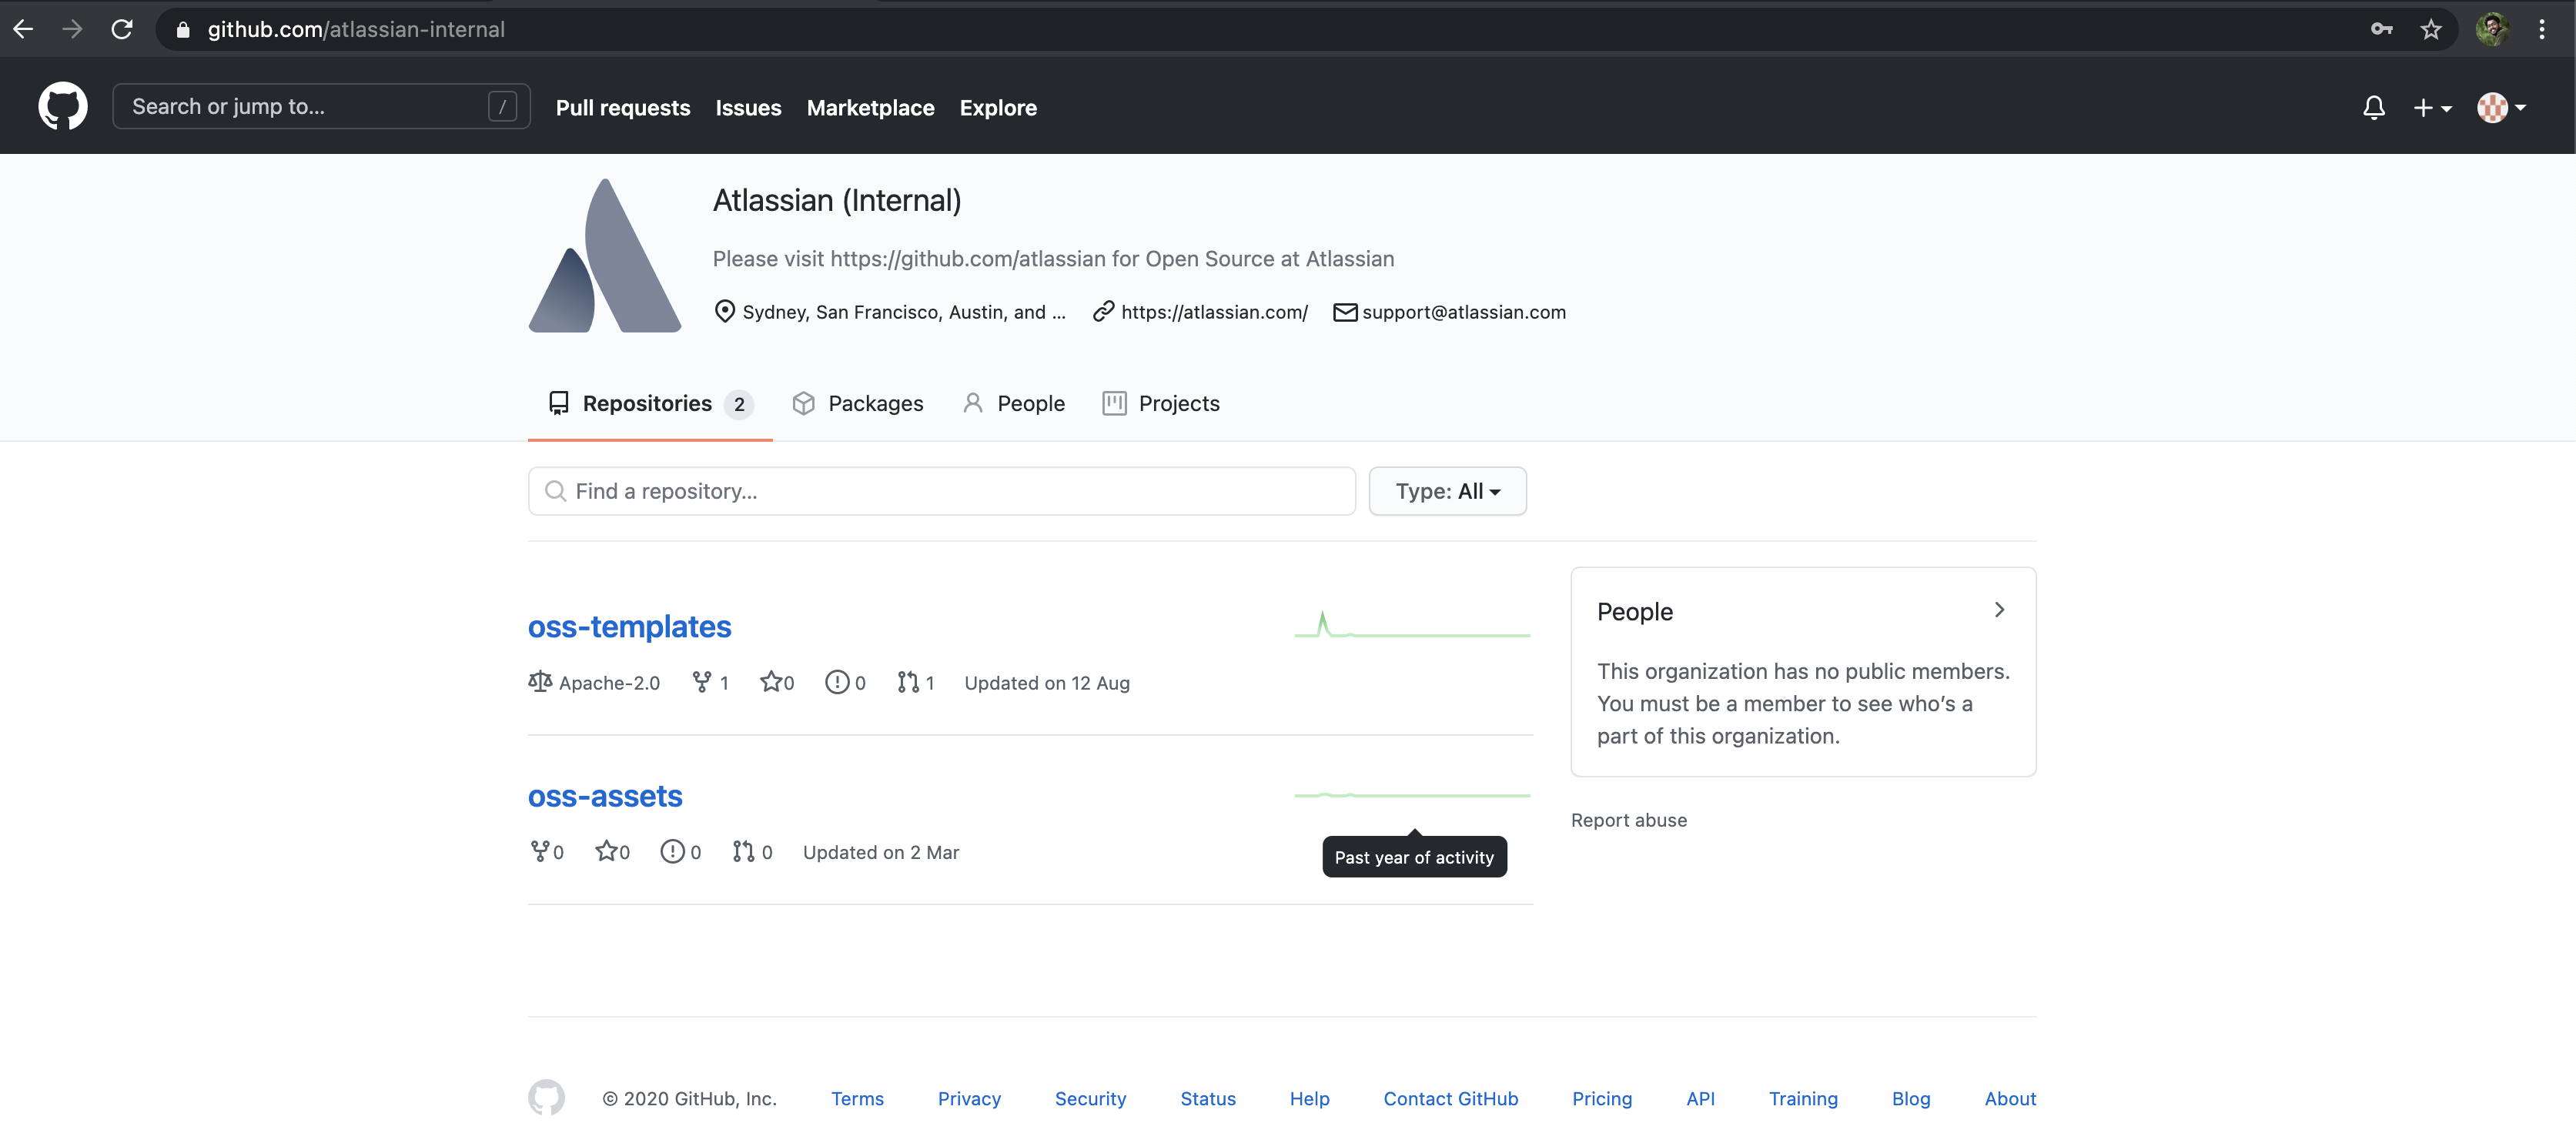 github.com/atlassian-internal
Search or jump to... / Pull requests Issues Marketplace Explore
Atlassian (Internal)
Please visit https://github.com/atlassian for Open Source at Atlassian
Sydney, San Francisco, Austin, and ... https://atlassian.com/ support@atlassian.com
Repositories 2 Packages People Projects
Find a repository... Type: All
oss-templates
Apache-2.0 1 0 0 1 Updated on 12 Aug
oss-assets
0 0 0 0 Updated on 2 Mar
Past year of activity
People
This organization has no public members.
You must be a member to see who’s a
part of this organization.
Report abuse
© 2020 GitHub, Inc. Terms Privacy Security Status Help Contact GitHub Pricing API Training Blog About